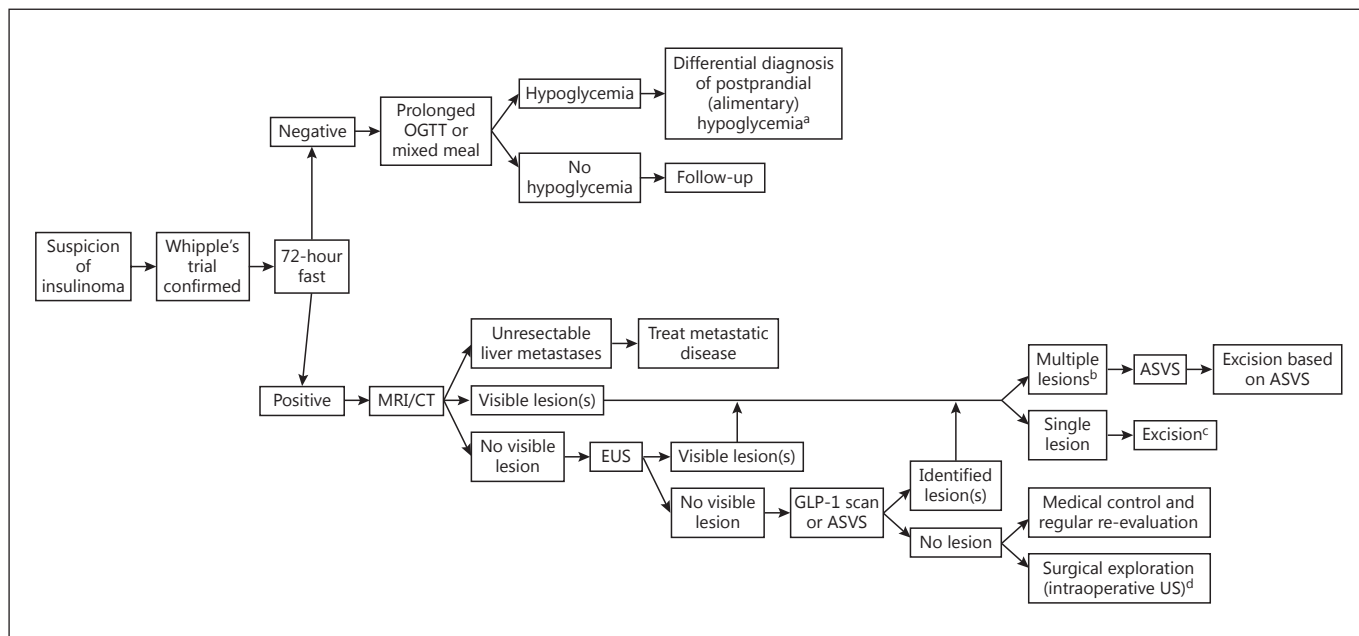 Differential diagnosis
of postprandial
(alimentary)
hypoglycemiaᵃ
Hypoglycemia
Prolonged
OGTT or
mixed meal
Negative
No
hypoglycemia
Follow-up
Suspicion
of
insulinoma
Whipple's
trial
confirmed
72-hour
fast
Unresectable
liver metastases
Treat metastatic
disease
Multiple
lesionsᵇ
ASVS
Excision based
on ASVS
Positive
MRI/CT
Visible lesion(s)
Single
lesion
Excisionᶜ
No visible
lesion
EUS
Visible lesion(s)
Identified
lesion(s)
No visible
lesion
GLP-1 scan
or ASVS
Medical control and
regular re-evaluation
No lesion
Surgical exploration
(intraoperative US)ᵈ